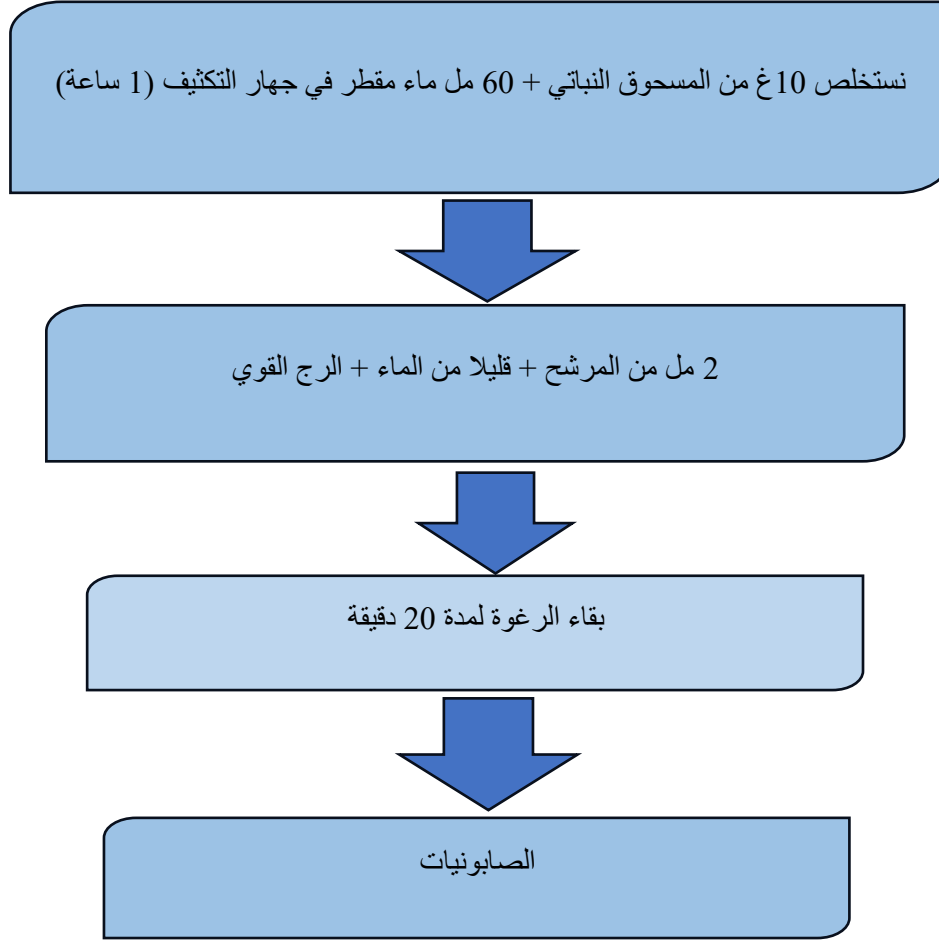 نستخلص 10غ من المسحوق النباتي + 60 مل ماء مقطر في جهار التكثيف (1 ساعة)
2 مل من المرشح + قليلا من الماء + الرج القوي
بقاء الرغوة لمدة 20 دقيقة
الصابونيات